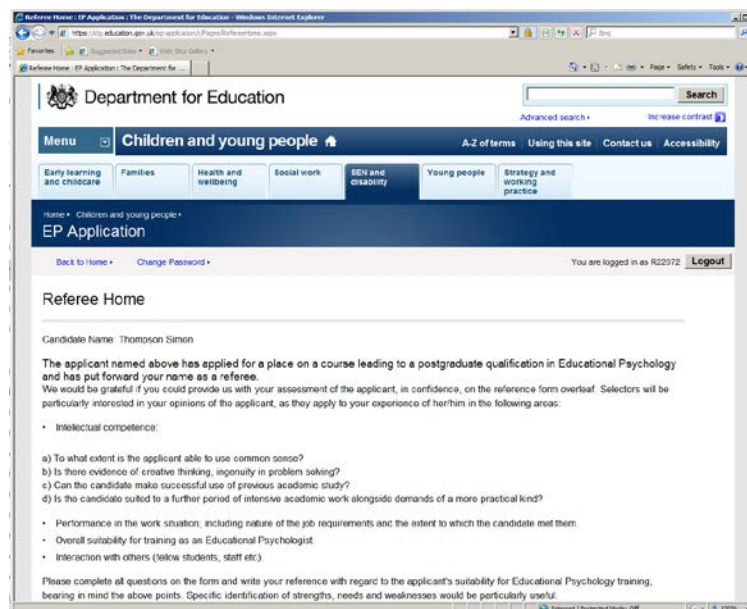 Referee Home : EP Application : The Department for Education - Windows Internet Explorer
Bing
Favorites Suggested Sites Web Slice Gallery
Referee Home : EP Application : The Department for ...
Page Safety Tools
Department for Education
Search
Advanced search
Increase contrast
Menu
Children and young people
A-Z of terms Using this site Contact us Accessibility
Early learning and childcare
Families
Health and wellbeing
Social work
SEN and disability
Young people
Strategy and working practice
Home Children and young people
EP Application
Back to Home Change Password
You are logged in as R22072 Logout
Referee Home
Candidate Name Thompson Simon
The applicant named above has applied for a place on a course leading to a postgraduate qualification in Educational Psychology
and has put forward your name as a referee.
We would be grateful if you could provide us with your assessment of the applicant, in confidence, on the reference form overleaf. Selectors will be
particularly interested in your opinions of the applicant, as they apply to your experience of her/him in the following areas:
• Intellectual competence:
a) To what extent is the applicant able to use common sense?
b) Is there evidence of creative thinking, ingenuity in problem solving?
c) Can the candidate make successful use of previous academic study?
d) Is the candidate suited to a further period of intensive academic work alongside demands of a more practical kind?
• Performance in the work situation, including nature of the job requirements and the extent to which the candidate met them.
• Overall suitability for training as an Educational Psychologist.
• Interaction with others (fellow students, staff etc).
Please complete all questions on the form and write your reference with regard to the applicant's suitability for Educational Psychology training,
bearing in mind the above points. Specific identification of strengths, needs and weaknesses would be particularly useful.